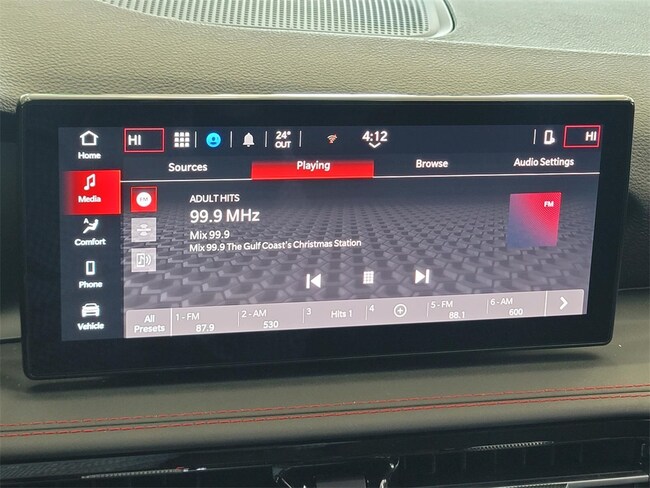 HI
24°
OUT
4:12
HI
Home
Sources
Playing
Browse
Audio Settings
Media
FM
ADULT HITS
99.9 MHz
Mix 99.9
Mix 99.9 The Gulf Coast's Christmas Station
FM
Comfort
Phone
Vehicle
All
Presets
1 - FM
87.9
2 - AM
530
3
Hits 1
4
5 - FM
88.1
6 - AM
600